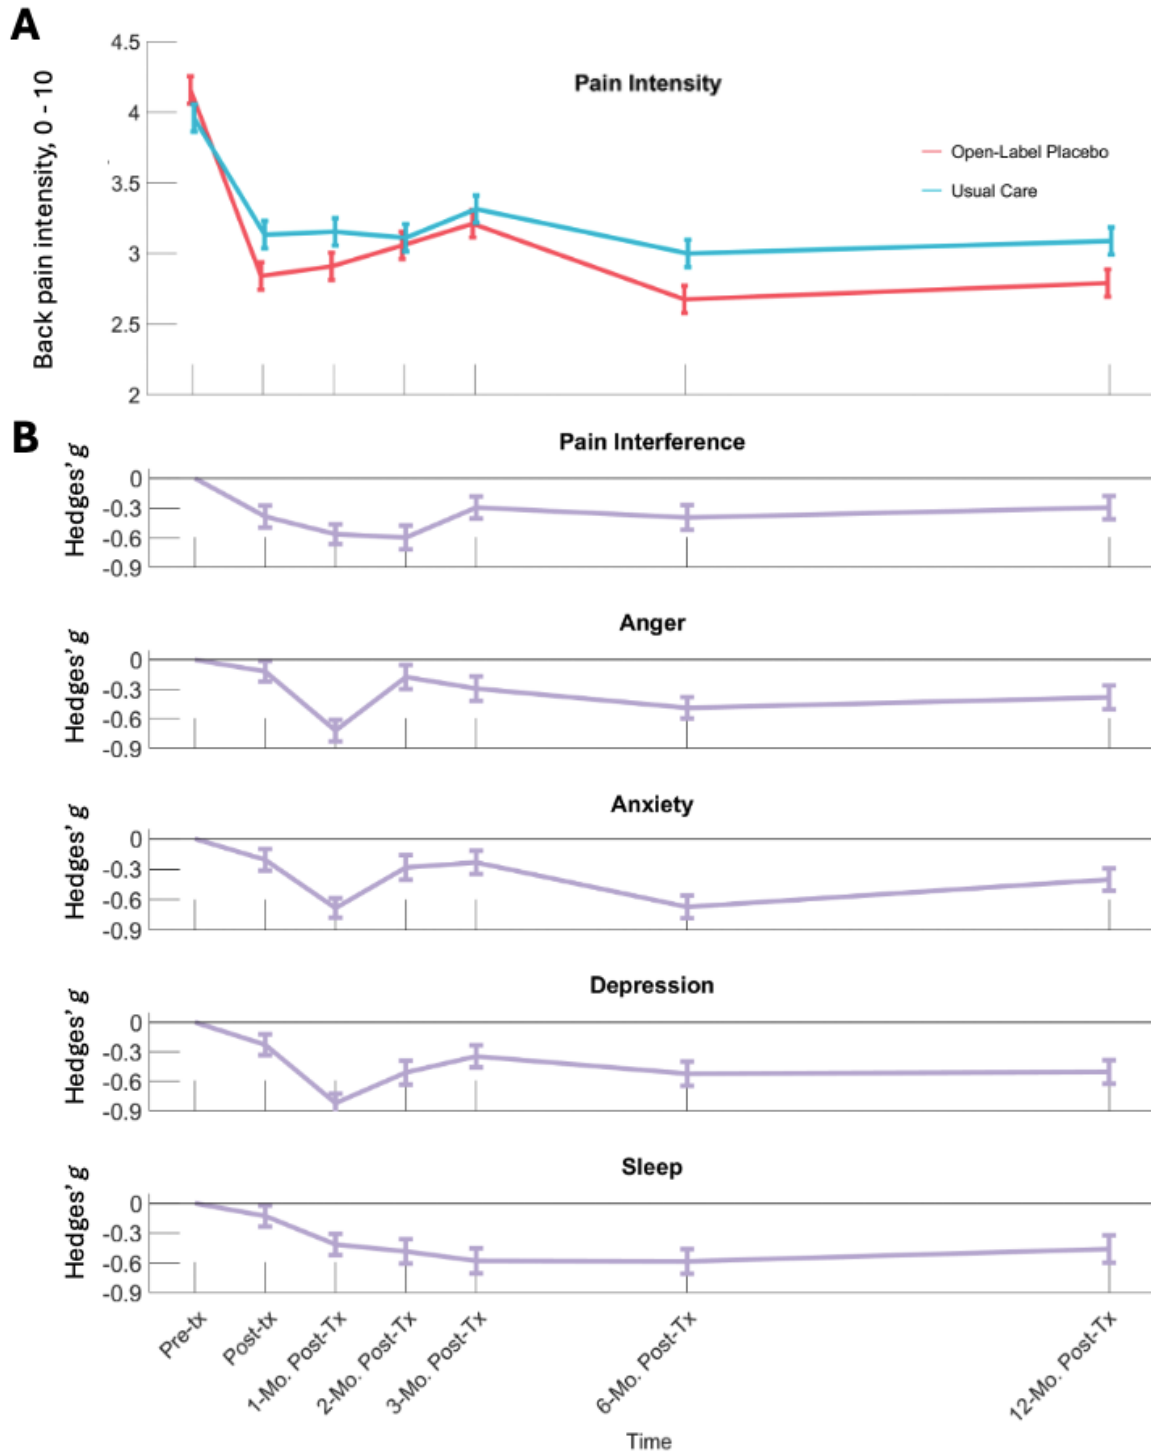 A
Back pain intensity, 0 - 10
4.5
4
3.5
3
2.5
2
Pain Intensity
Open-Label Placebo
Usual Care
B
Pain Interference
Hedges' g
0
-0.3
-0.6
-0.9
Anger
Hedges' g
0
-0.3
-0.6
-0.9
Anxiety
Hedges' g
0
-0.3
-0.6
-0.9
Depression
Hedges' g
0
-0.3
-0.6
-0.9
Sleep
Hedges' g
0
-0.3
-0.6
-0.9
Pre-tx
Post-tx
1-Mo. Post-Tx
2-Mo. Post-Tx
3-Mo. Post-Tx
6-Mo. Post-Tx
12-Mo. Post-Tx
Time